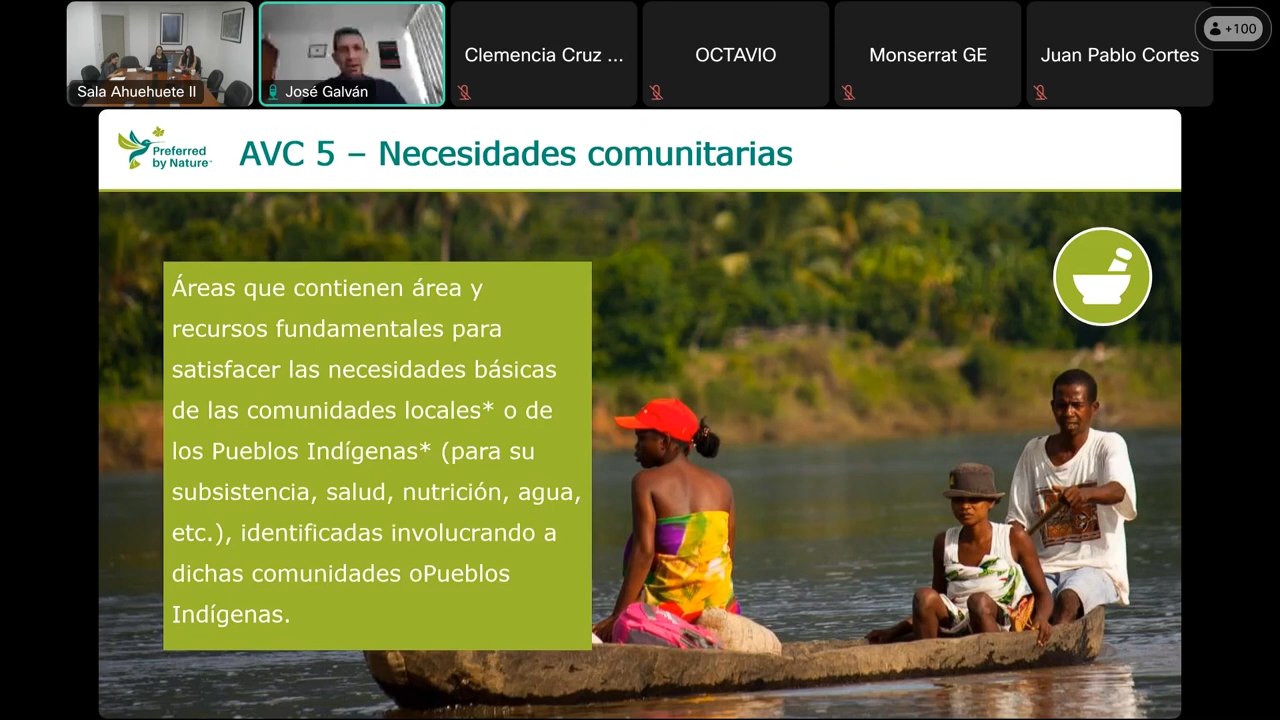 Sala Ahuehuete II
José Galván
Clemencia Cruz ...
OCTAVIO
Monserrat GE
Juan Pablo Cortes
+100
Preferred
by Nature™
AVC 5 – Necesidades comunitarias
Áreas que contienen área y
recursos fundamentales para
satisfacer las necesidades básicas
de las comunidades locales* o de
los Pueblos Indígenas* (para su
subsistencia, salud, nutrición, agua,
etc.), identificadas involucrando a
dichas comunidades oPueblos
Indígenas.